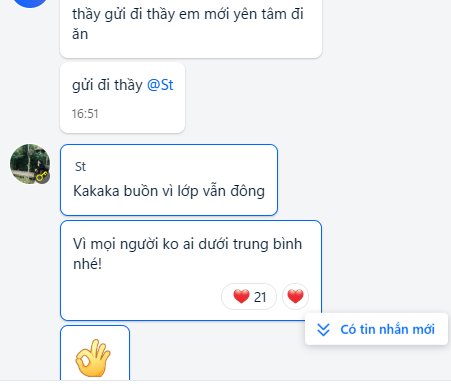 thầy gửi đi thầy em mới yên tâm đi
ăn
gửi đi thầy @St
16:51
St
Kakaka buồn vì lớp vẫn đông
Vì mọi người ko ai dưới trung bình
nhé!
21
Có tin nhắn mới